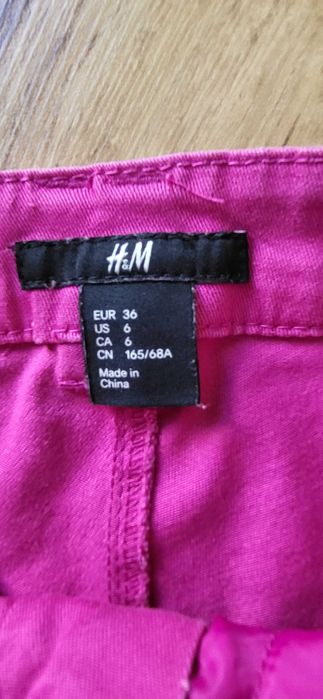 H&M
EUR 36
US 6
CA 6
CN 165/68A
Made in
China